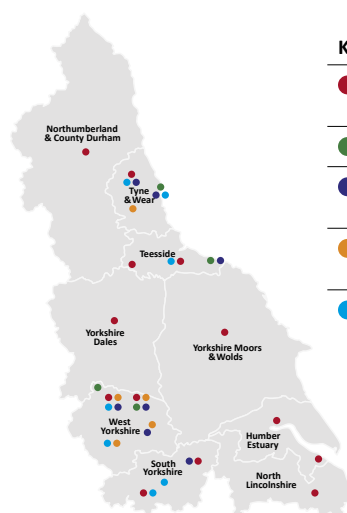 K
Northumberland
& County Durham
Tyne
& Wear
Teesside
Yorkshire
Dales
Yorkshire Moors
& Wolds
West
Yorkshire
Humber
Estuary
South
Yorkshire
North
Lincolnshire